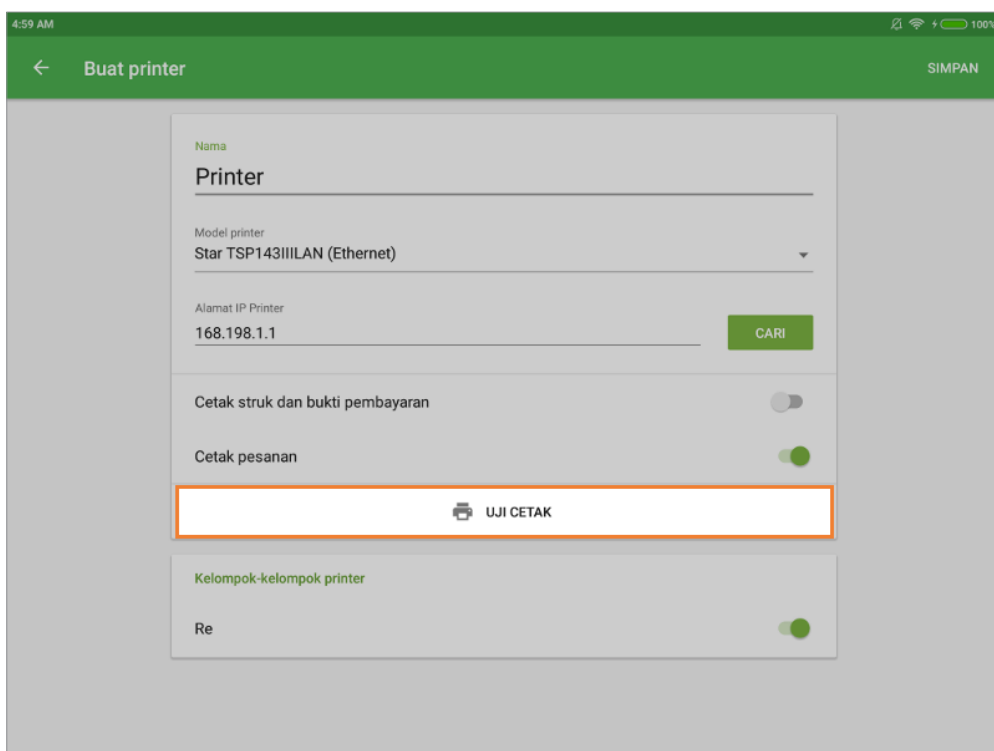 4:59 AM
100%
Buat printer
SIMPAN
Nama
Printer
Model printer
Star TSP143IIILAN (Ethernet)
Alamat IP Printer
168.198.1.1
CARI
Cetak struk dan bukti pembayaran
Cetak pesanan
UJI CETAK
Kelompok-kelompok printer
Re